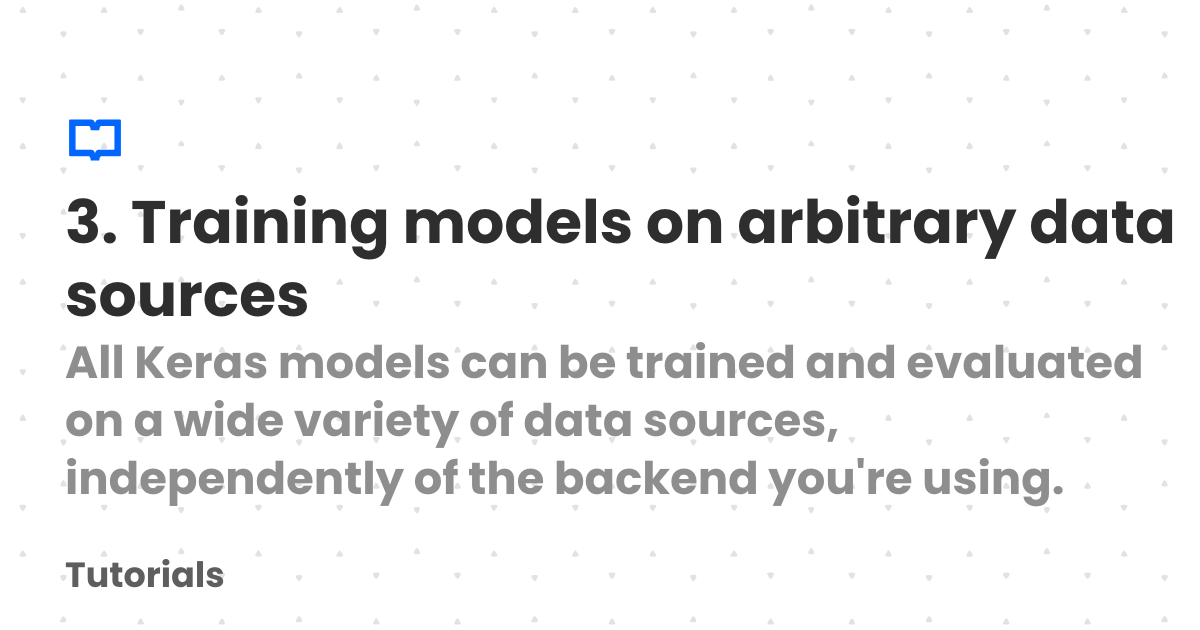 3. Training models on arbitrary data
sources
All Keras models can be trained and evaluated
on a wide variety of data sources,
independently of the backend you're using.
Tutorials